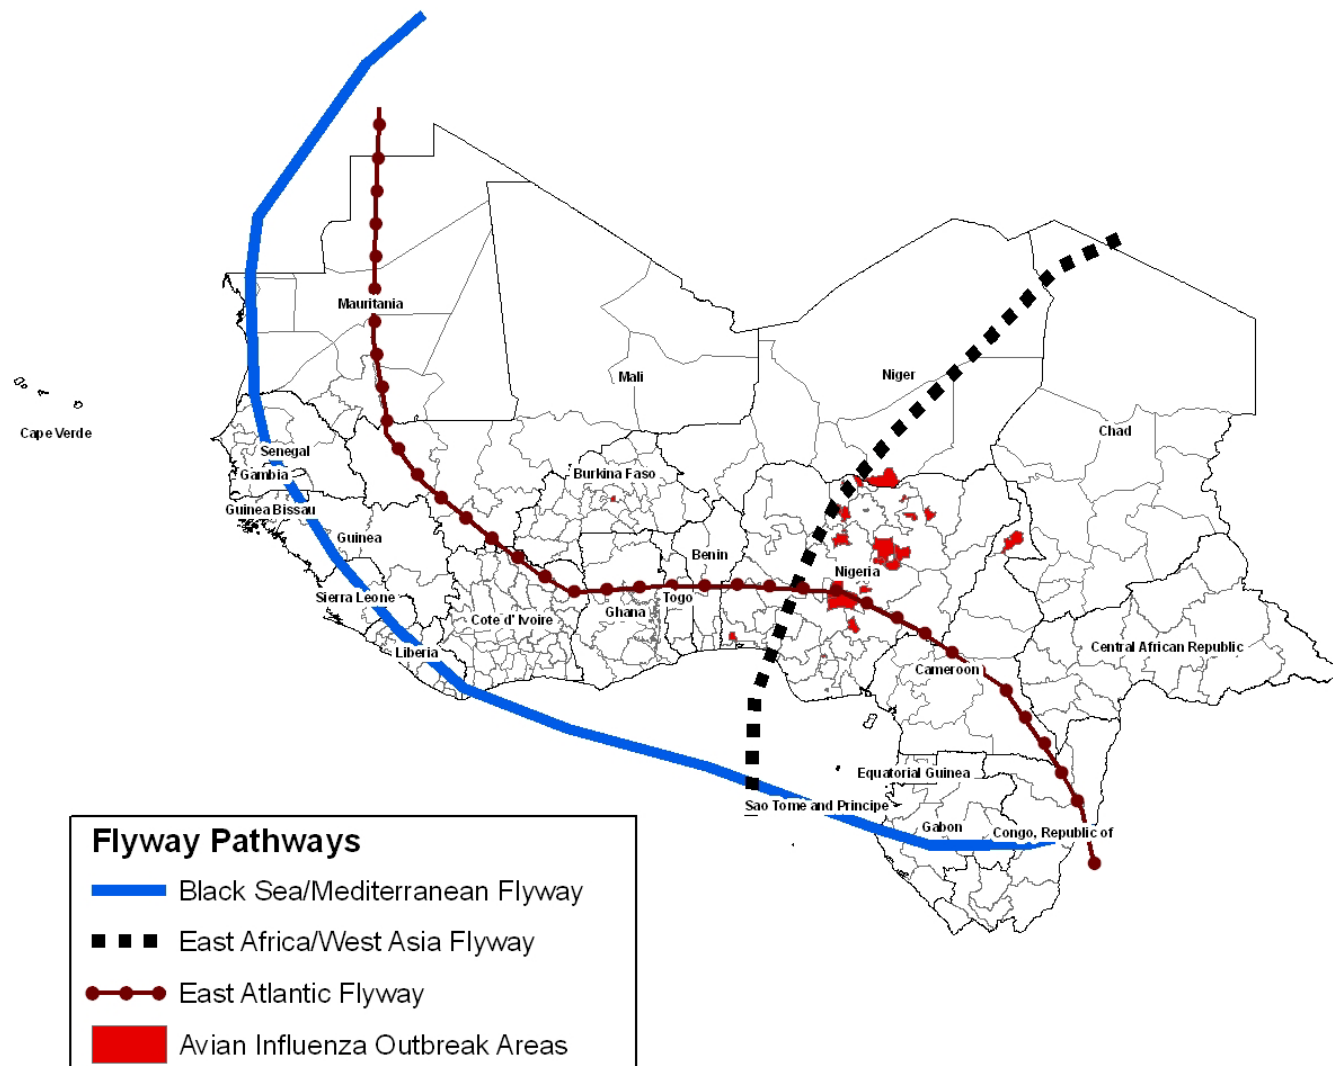 Mauritania
Mali
Niger
Chad
Cape Verde
Senegal
Gambia
Burkina Faso
Guinea Bissau
Guinea
Benin
Nigeria
Sierra Leone
Togo
Ghana
Cote d' Ivoire
Liberia
Central African Republic
Cameroon
Equatorial Guinea
Sao Tome and Principe
Gabon
Congo, Republic of
Flyway Pathways
Black Sea/Mediterranean Flyway
East Africa/West Asia Flyway
East Atlantic Flyway
Avian Influenza Outbreak Areas